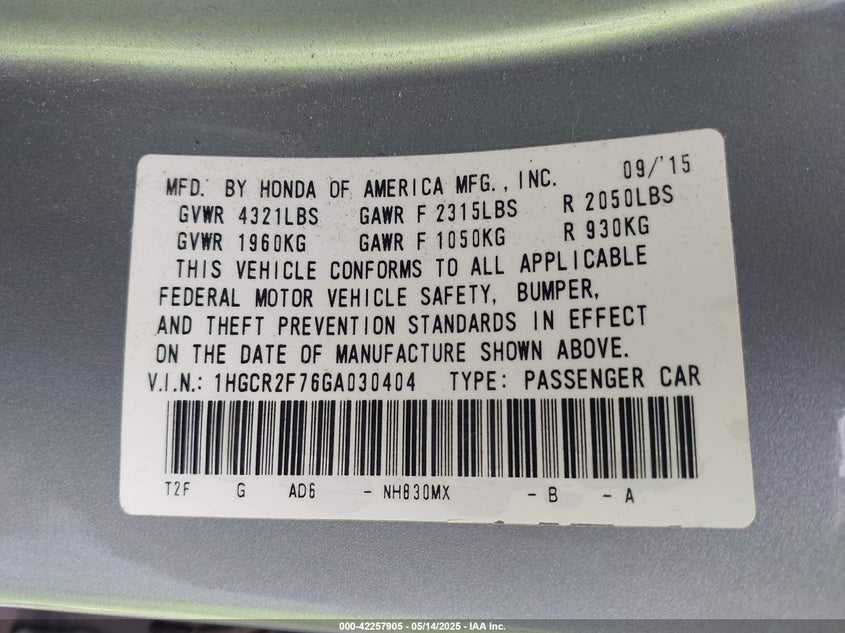 MFD. BY HONDA OF AMERICA MFG., INC. 09/'15
GVWR 4321LBS GAWR F 2315LBS R 2050LBS
GVWR 1960KG GAWR F 1050KG R 930KG
THIS VEHICLE CONFORMS TO ALL APPLICABLE
FEDERAL MOTOR VEHICLE SAFETY, BUMPER,
AND THEFT PREVENTION STANDARDS IN EFFECT
ON THE DATE OF MANUFACTURE SHOWN ABOVE.
V.I.N.: 1HGCR2F76GA030404 TYPE: PASSENGER CAR
T2F G AD6 - NH830MX - B - A
000-42257905 - 05/14/2025 - IAA Inc.